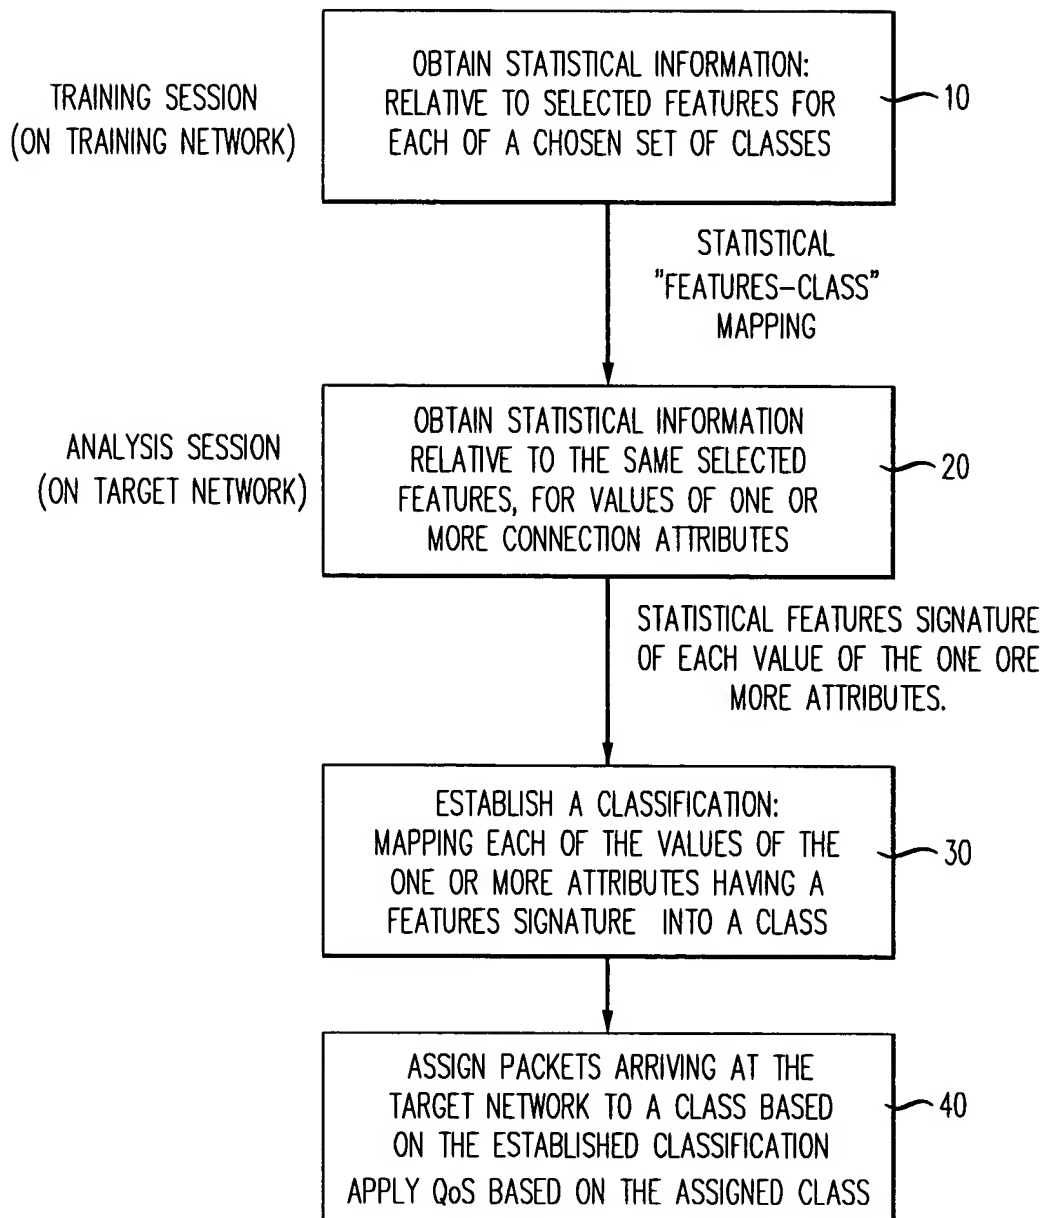 TRAINING SESSION
(ON TRAINING NETWORK)
OBTAIN STATISTICAL INFORMATION:
RELATIVE TO SELECTED FEATURES FOR
EACH OF A CHOSEN SET OF CLASSES
10
STATISTICAL
"FEATURES-CLASS"
MAPPING
ANALYSIS SESSION
(ON TARGET NETWORK)
OBTAIN STATISTICAL INFORMATION
RELATIVE TO THE SAME SELECTED
FEATURES, FOR VALUES OF ONE OR
MORE CONNECTION ATTRIBUTES
20
STATISTICAL FEATURES SIGNATURE
OF EACH VALUE OF THE ONE ORE
MORE ATTRIBUTES.
ESTABLISH A CLASSIFICATION:
MAPPING EACH OF THE VALUES OF THE
ONE OR MORE ATTRIBUTES HAVING A
FEATURES SIGNATURE INTO A CLASS
30
ASSIGN PACKETS ARRIVING AT THE
TARGET NETWORK TO A CLASS BASED
ON THE ESTABLISHED CLASSIFICATION
APPLY QoS BASED ON THE ASSIGNED CLASS
40